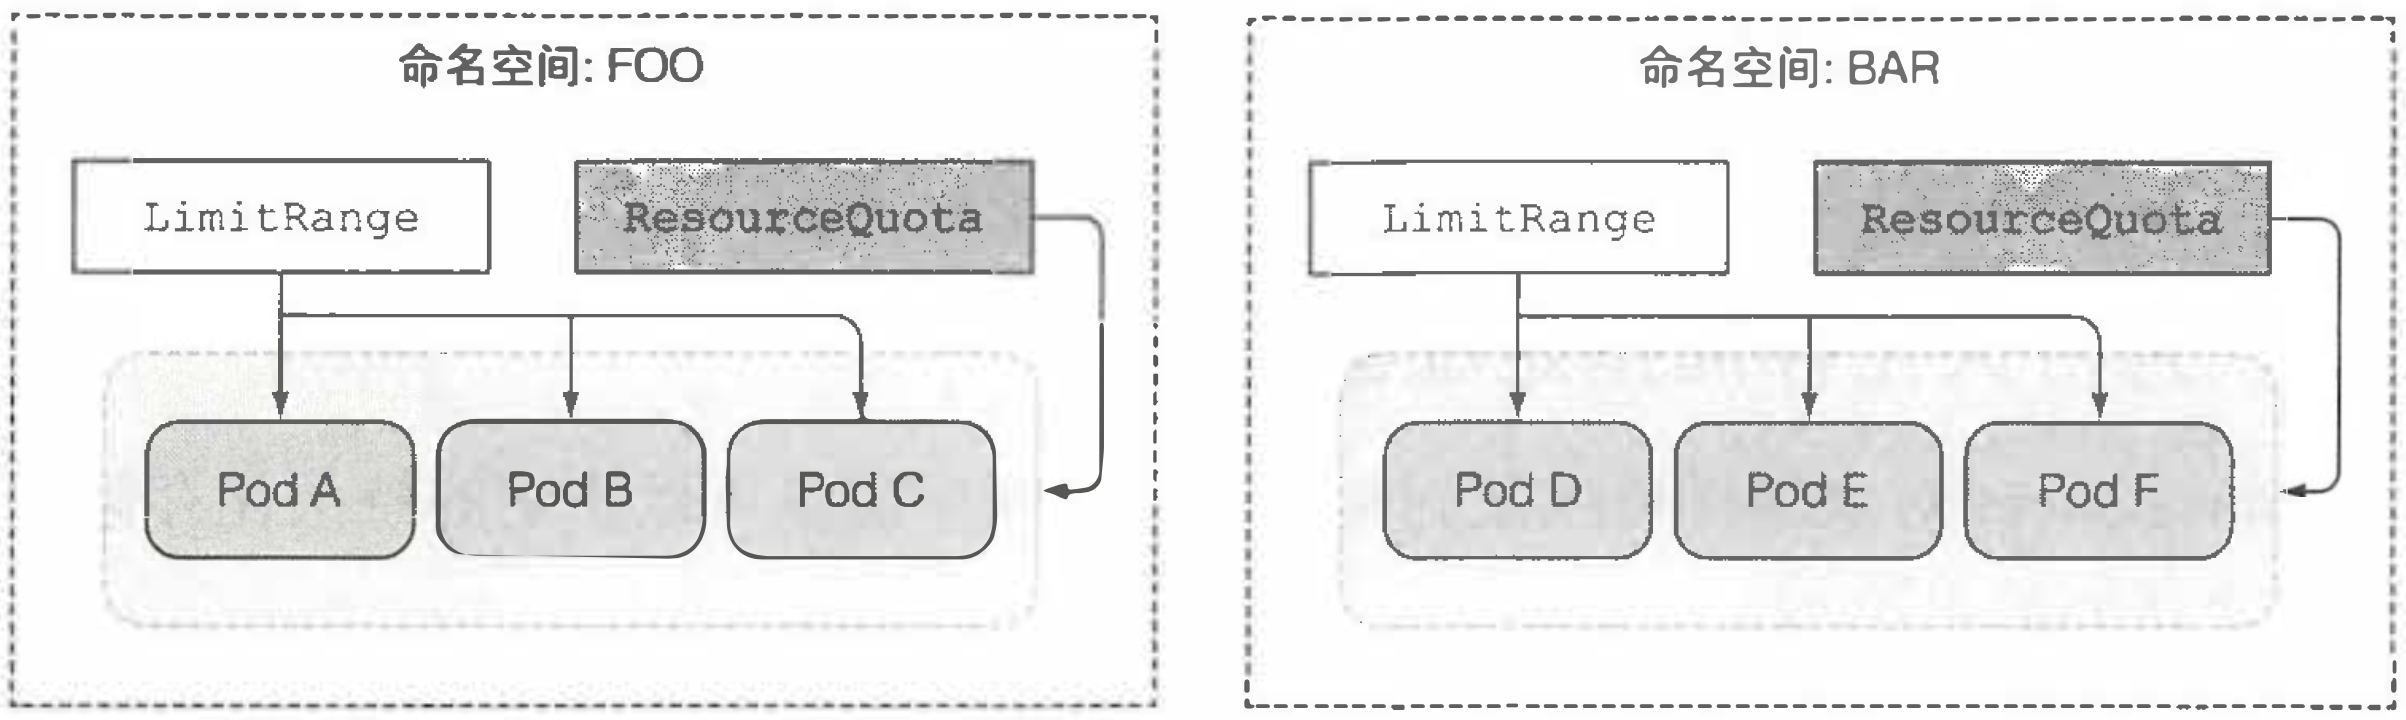 命名空间: FOO
LimitRange
ResourceQuota
Pod A
Pod B
Pod C
命名空间: BAR
LimitRange
ResourceQuota
Pod D
Pod E
Pod F